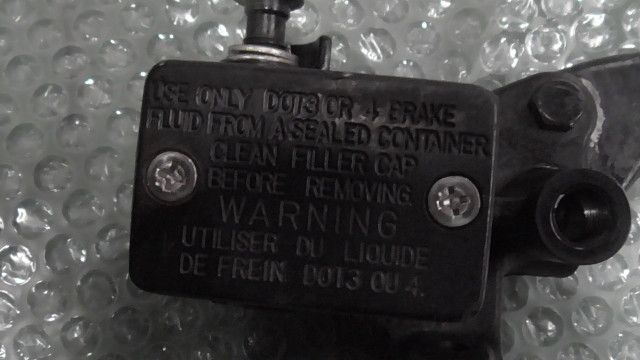 USE ONLY DOT3 OR 4 BRAKE
FLUID FROM A SEALED CONTAINER
CLEAN FILLER CAP
BEFORE REMOVING.
WARNING
UTILISER DU LIQUIDE
DE FREIN DOT3 OU 4.